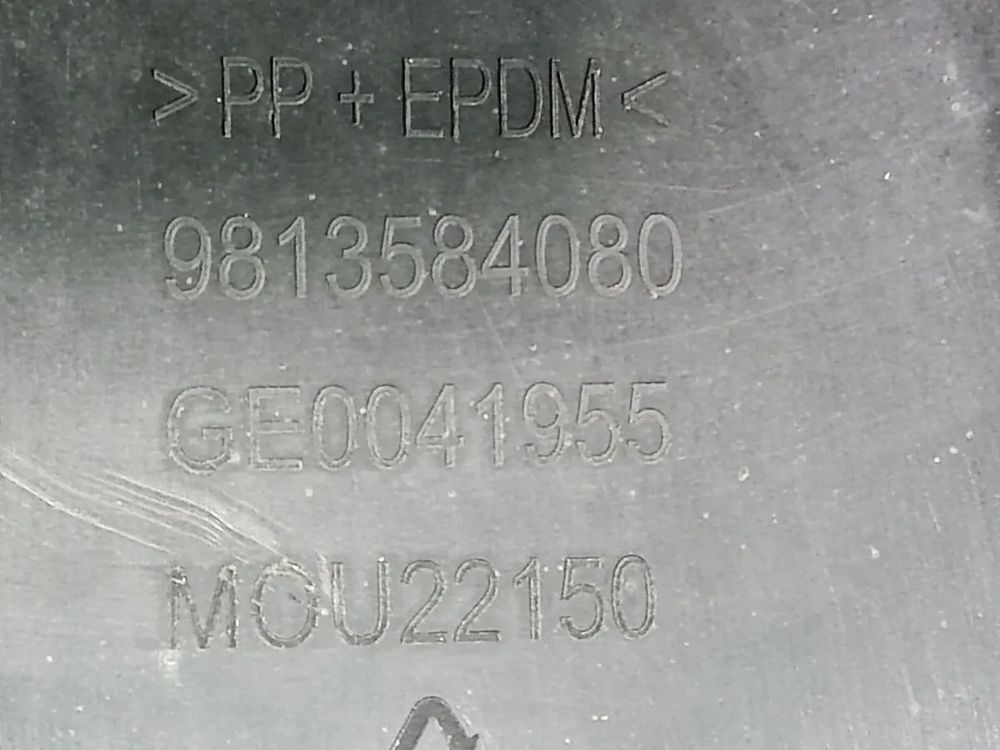 >PP + EPDM<
9813584080
GE0041955
MOU22150